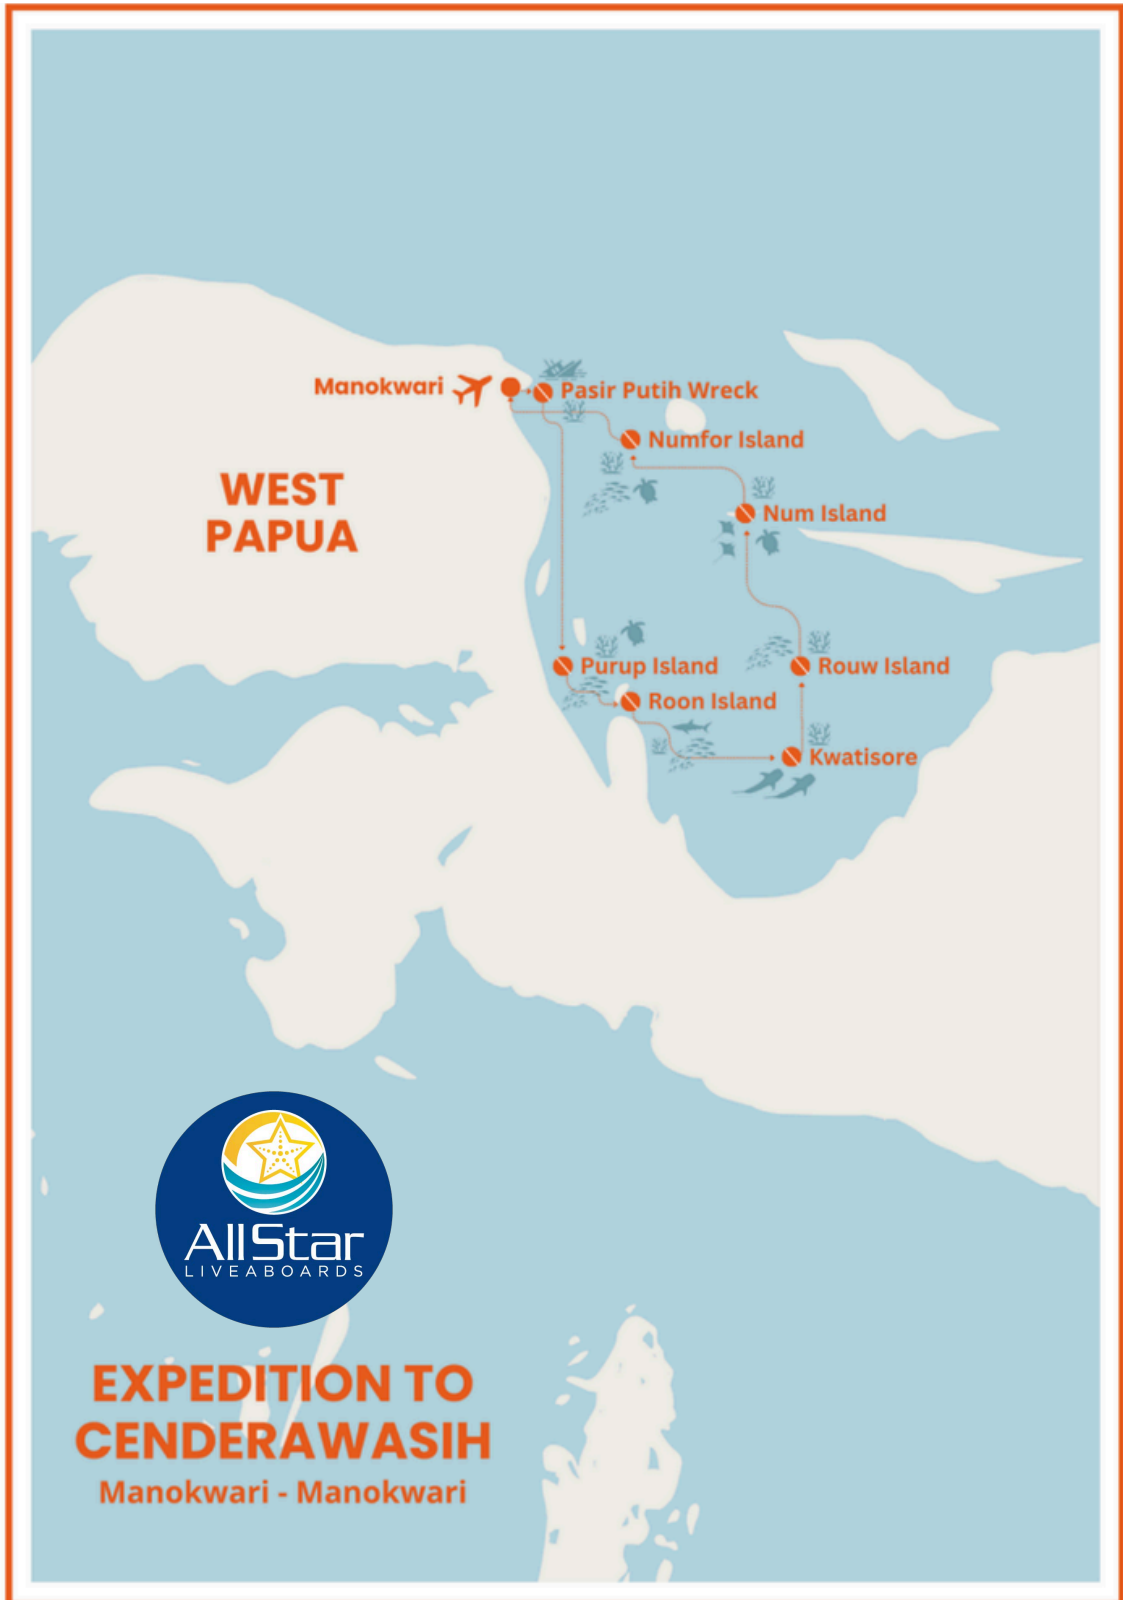 Manokwari
Pasir Putih Wreck
Numfor Island
WEST
PAPUA
Num Island
Purup Island
Rouw Island
Roon Island
Kwatisore
AllStar
LIVEABOARDS
EXPEDITION TO
CENDERAWASIH
Manokwari - Manokwari